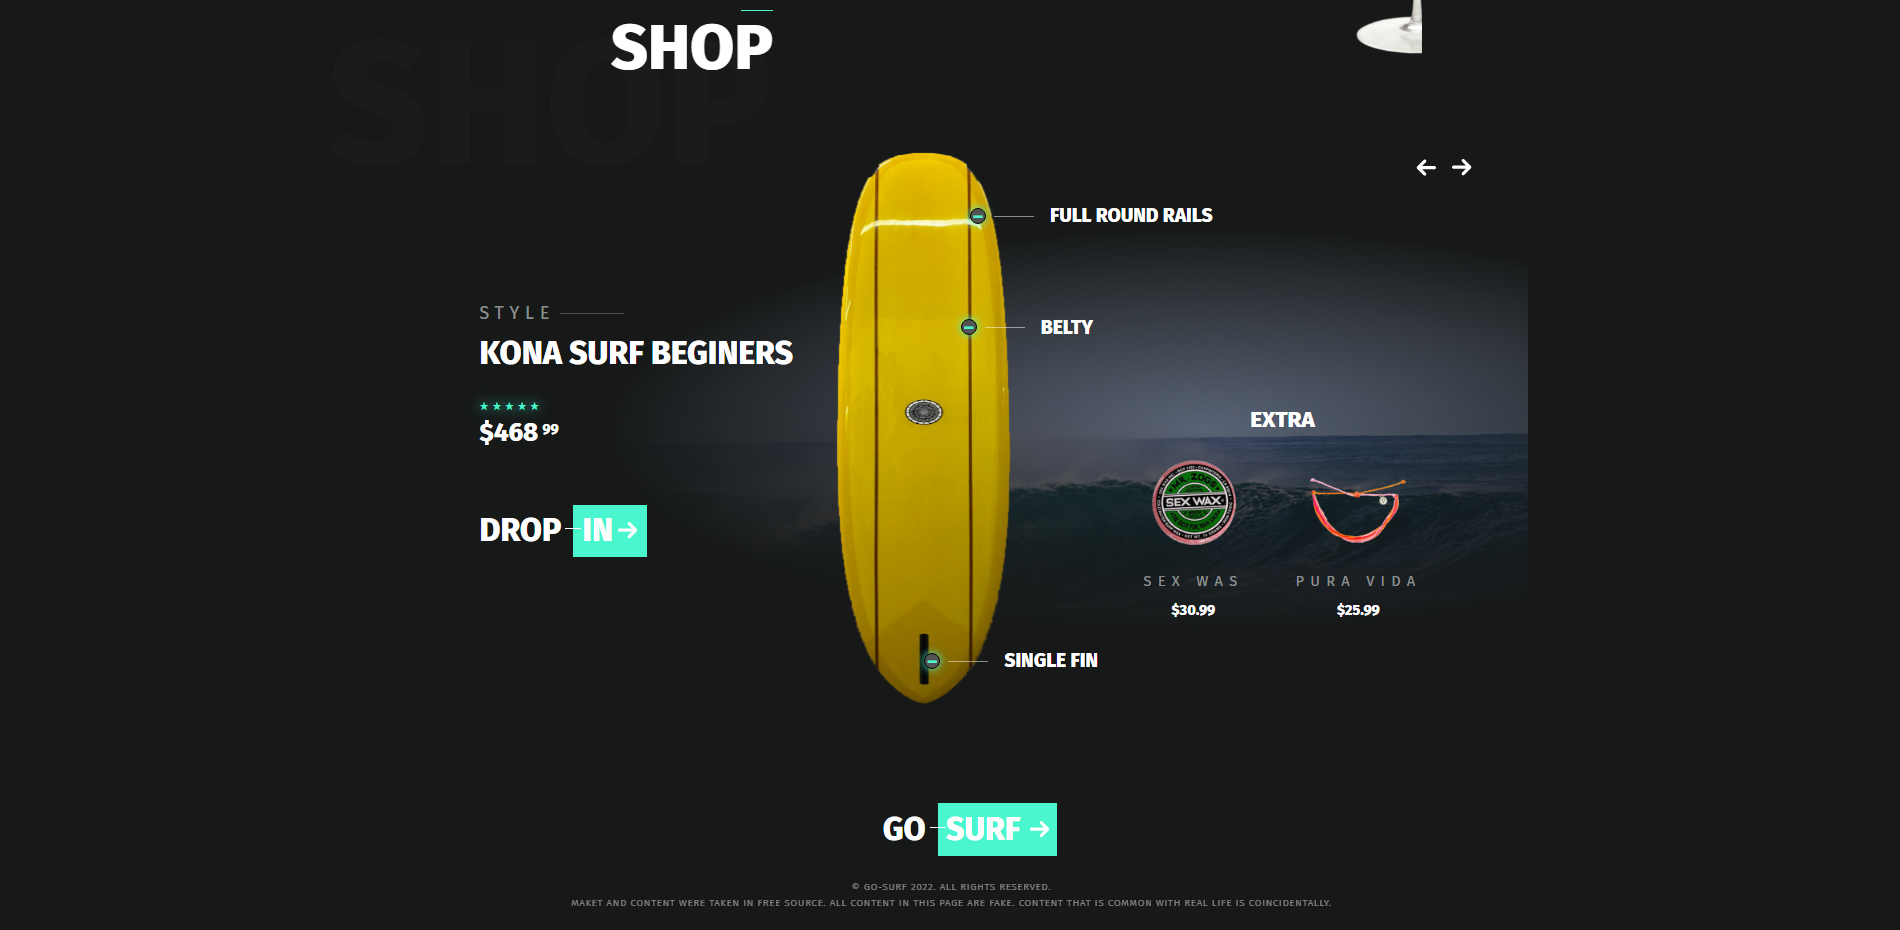 SHOP
SHOP
FULL ROUND RAILS
STYLE
KONA SURF BEGINERS
BELTY
★★★★★
$468 99
DROP IN →
EXTRA
MR. ZOGS
SEX WAX
SEX WAS
$30.99
PURA VIDA
$25.99
SINGLE FIN
GO SURF →
© GO-SURF 2022. ALL RIGHTS RESERVED.
MAKET AND CONTENT WERE TAKEN IN FREE SOURCE. ALL CONTENT IN THIS PAGE ARE FAKE. CONTENT THAT IS COMMON WITH REAL LIFE IS COINCIDENTALLY.